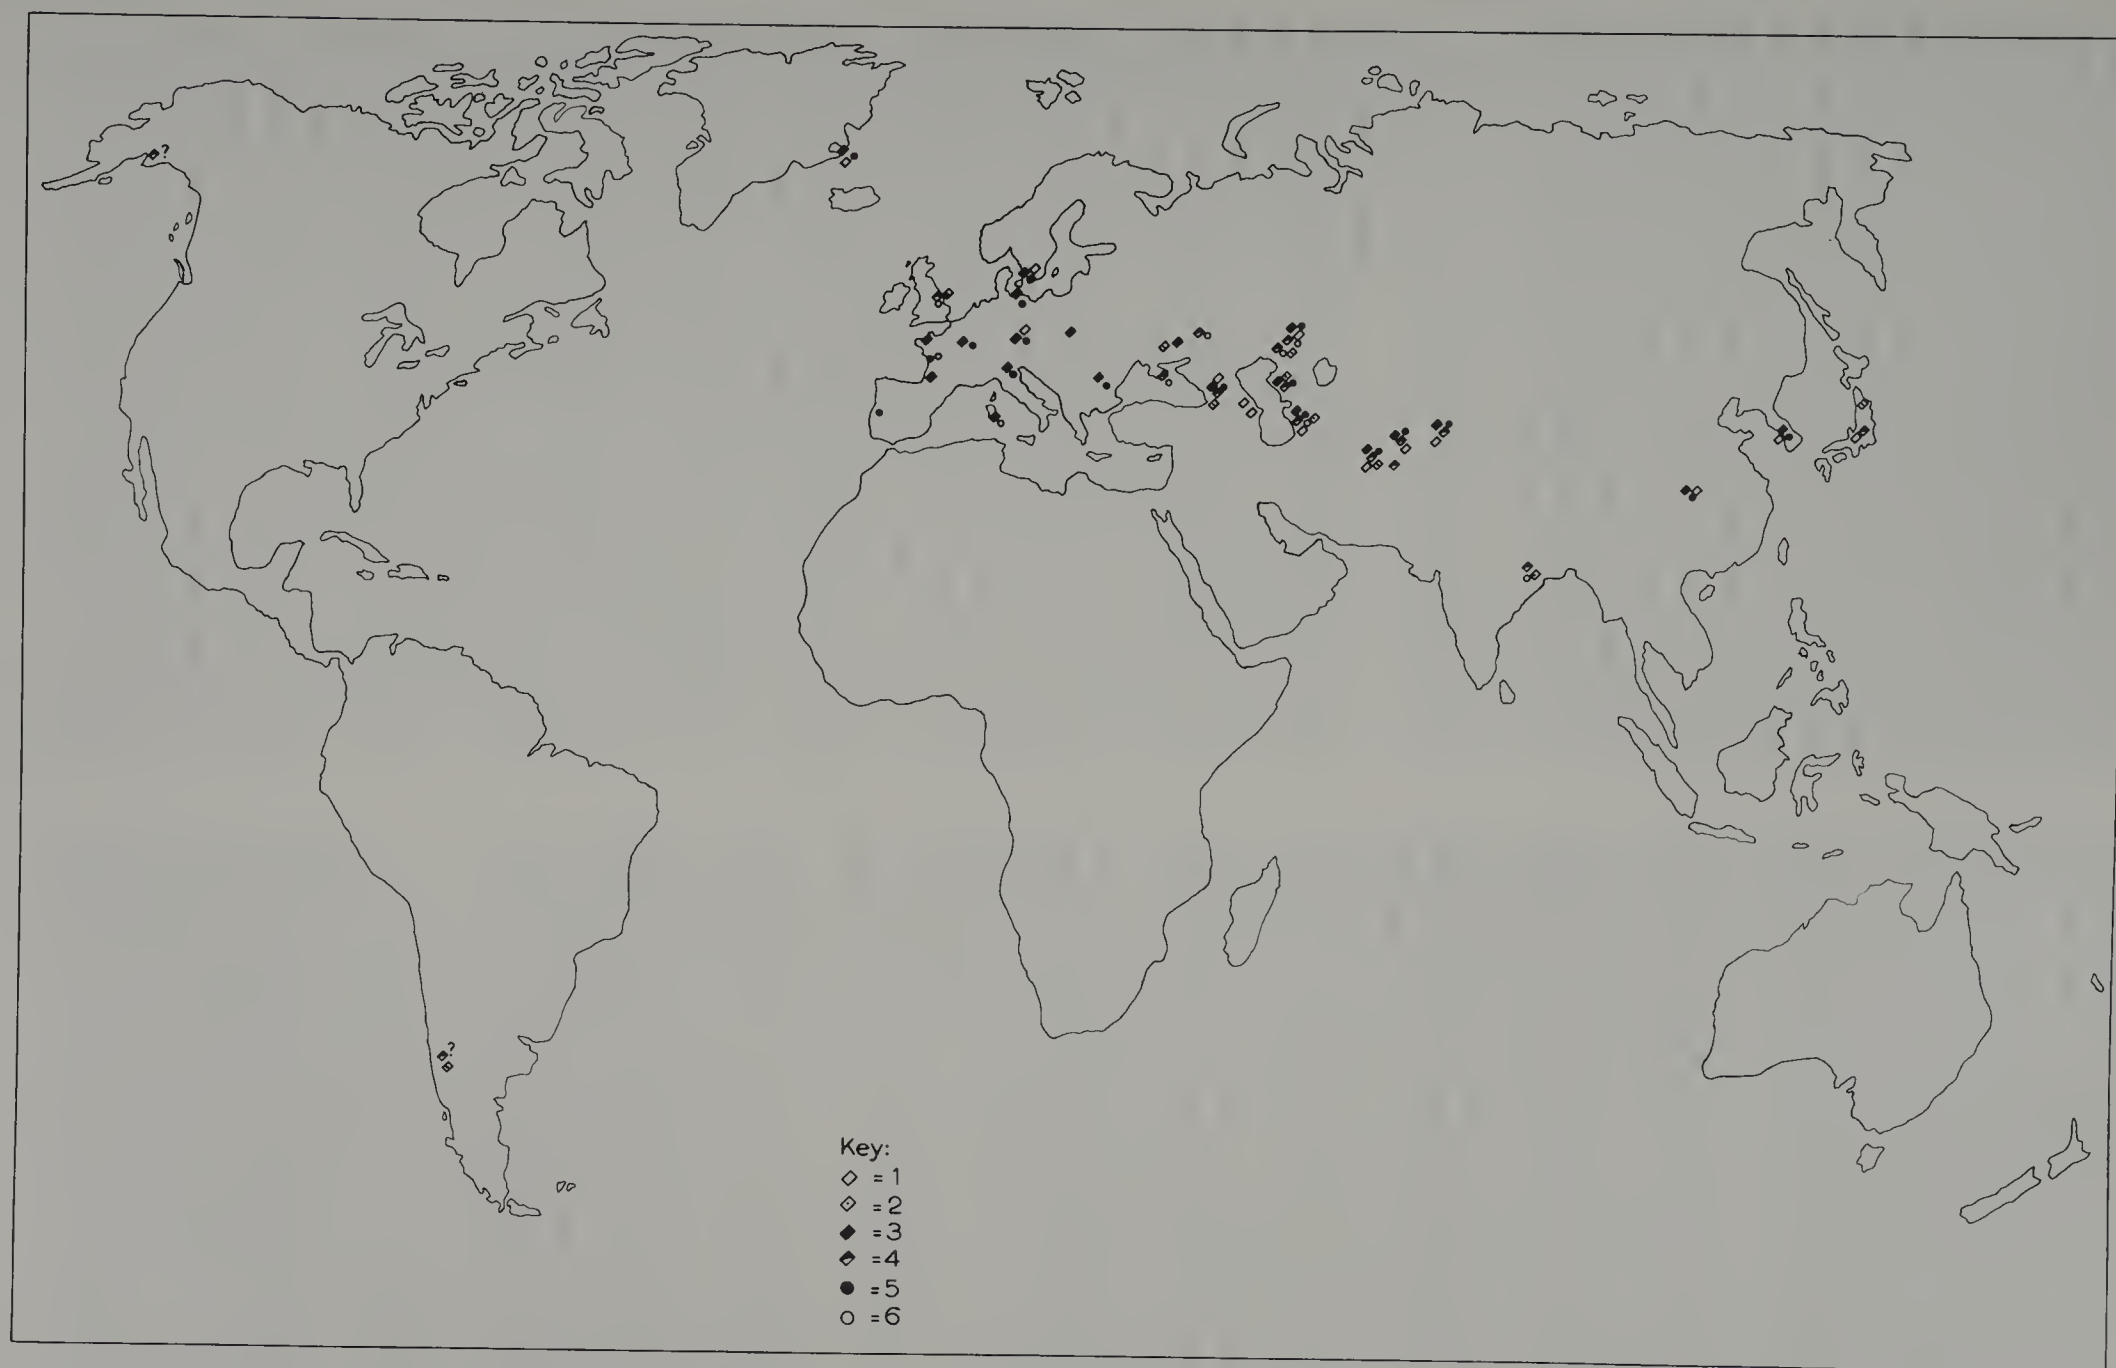 ?
?
Key:
◇ = 1
◇ = 2
◆ = 3
⬘ = 4
● = 5
○ = 6